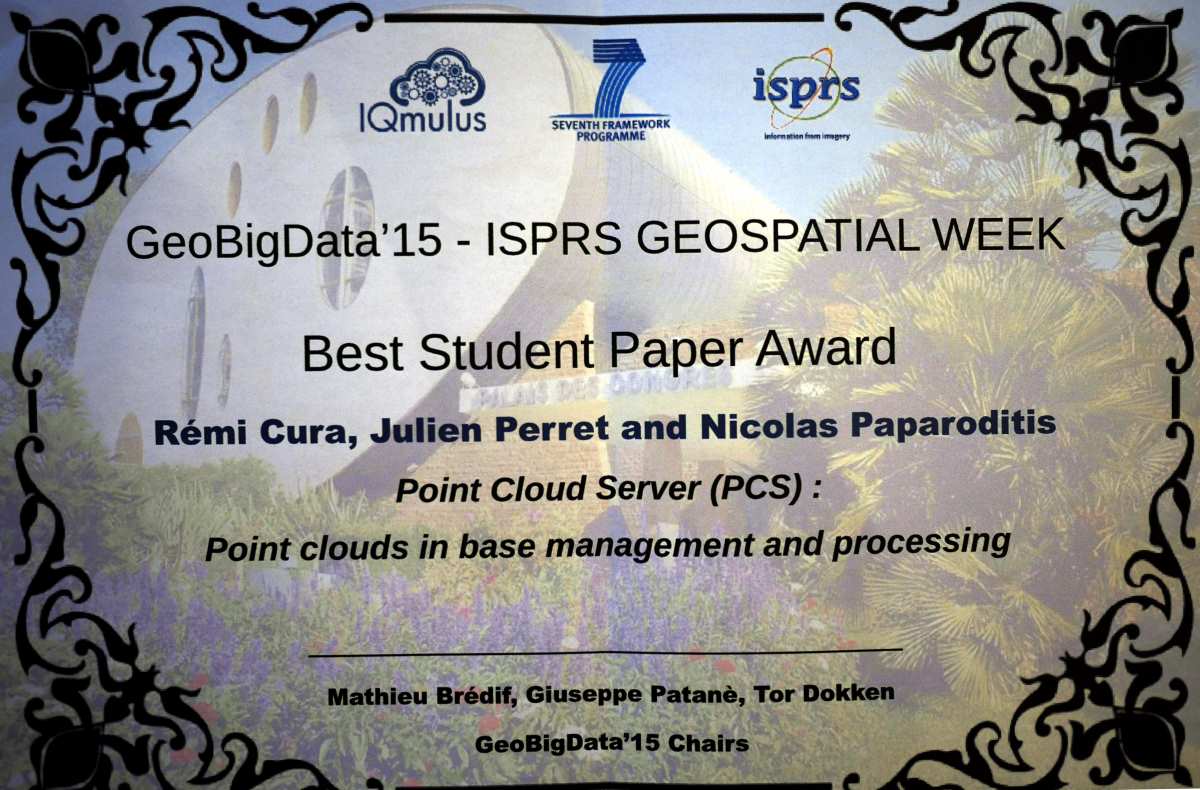 IQmulus
7
SEVENTH FRAMEWORK
PROGRAMME
isprs
information from imagery
GeoBigData’15 - ISPRS GEOSPATIAL WEEK
Best Student Paper Award
PALAIS DES CONGRES
Rémi Cura, Julien Perret and Nicolas Paparoditis
Point Cloud Server (PCS) :
Point clouds in base management and processing
Mathieu Brédif, Giuseppe Patanè, Tor Dokken
GeoBigData’15 Chairs